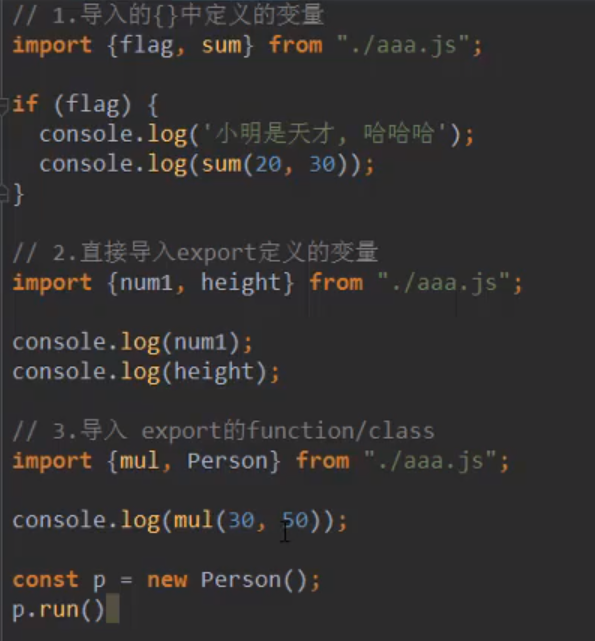 // 1.导入的{}中定义的变量
import {flag, sum} from "./aaa.js";
if (flag) {
console.log('小明是天才, 哈哈哈');
console.log(sum(20, 30));
}
// 2.直接导入export定义的变量
import {num1, height} from "./aaa.js";
console.log(num1);
console.log(height);
// 3.导入 export的function/class
import {mul, Person} from "./aaa.js";
console.log(mul(30, 50));
const p = new Person();
p.run()